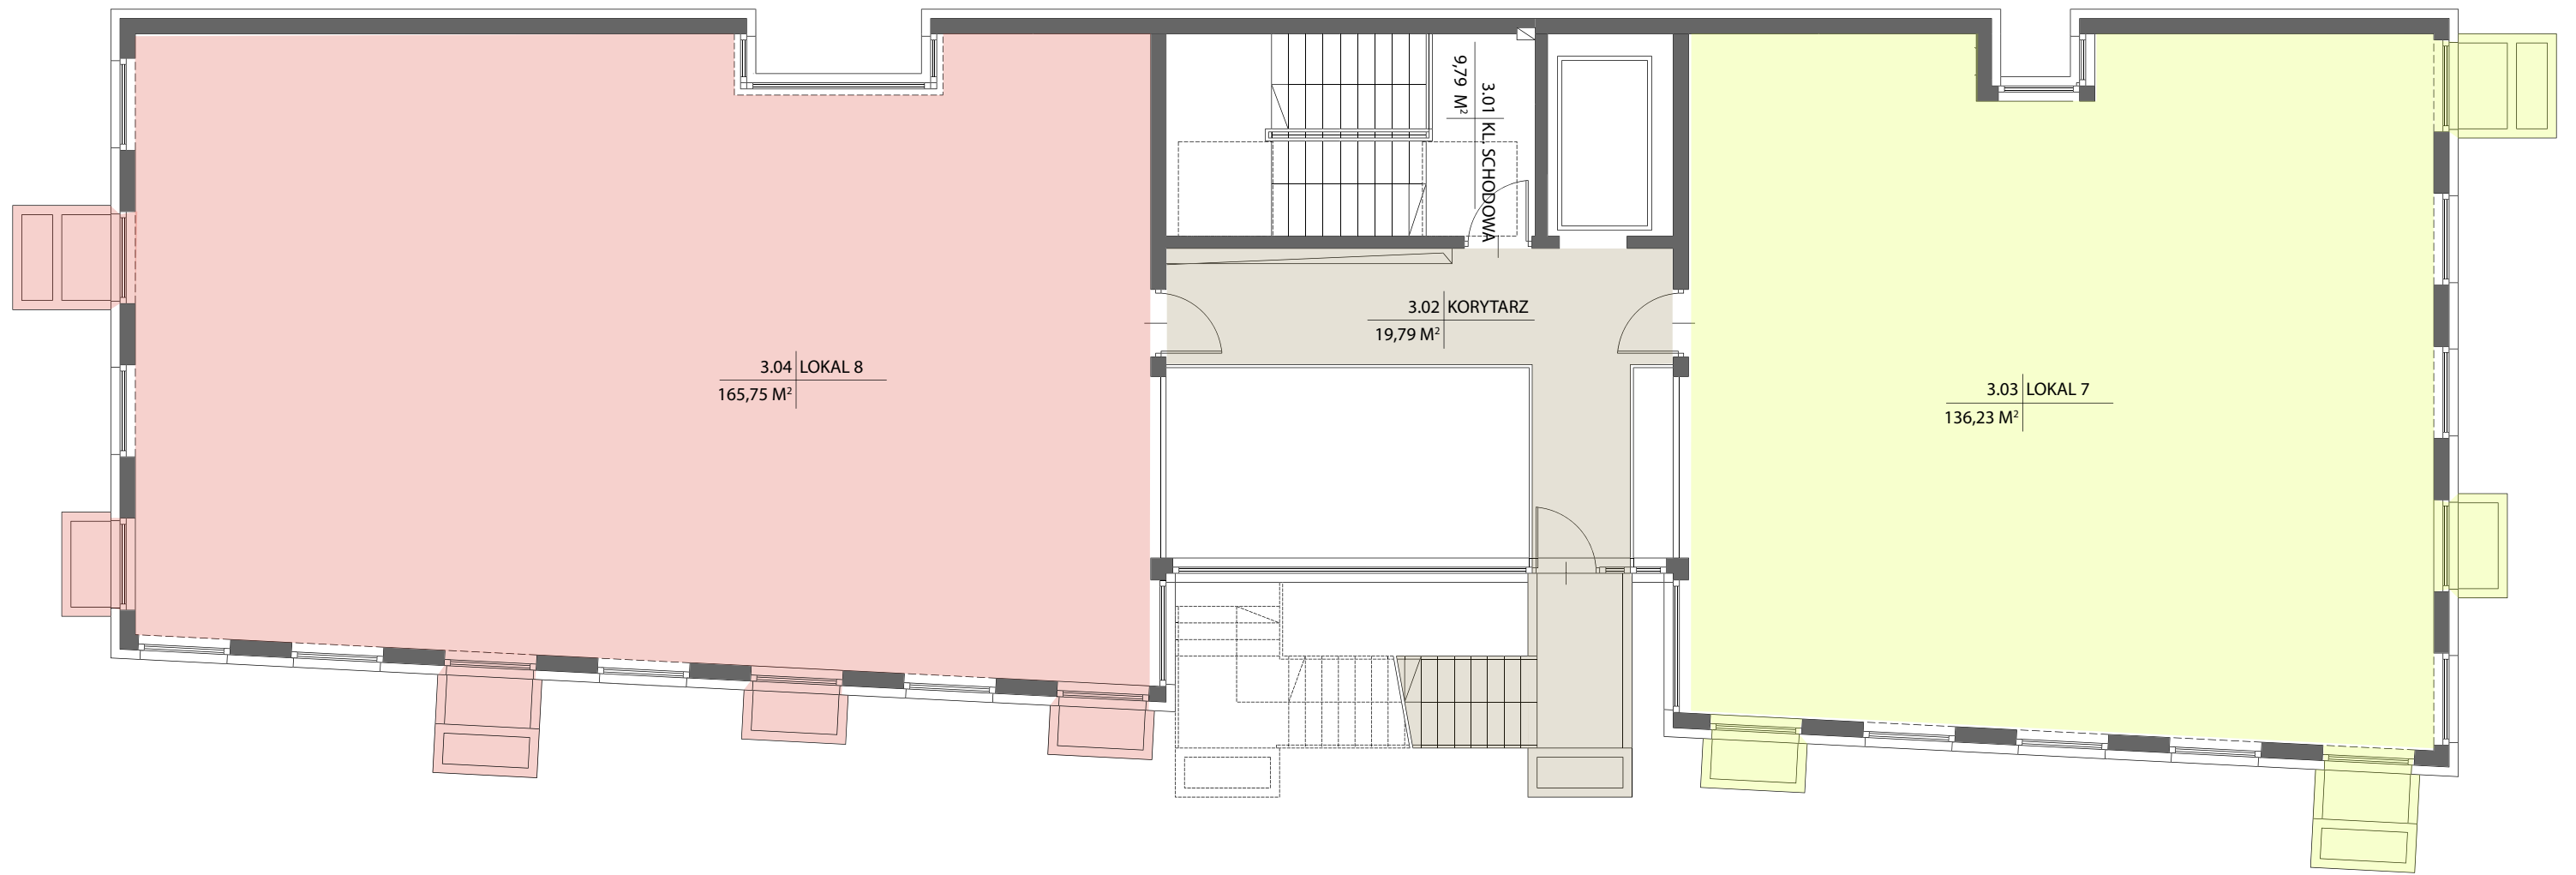 3.01 KL. SCHODOWA
9,79 M²
3.02 KORYTARZ
19,79 M²
3.04 LOKAL 8
165,75 M²
3.03 LOKAL 7
136,23 M²